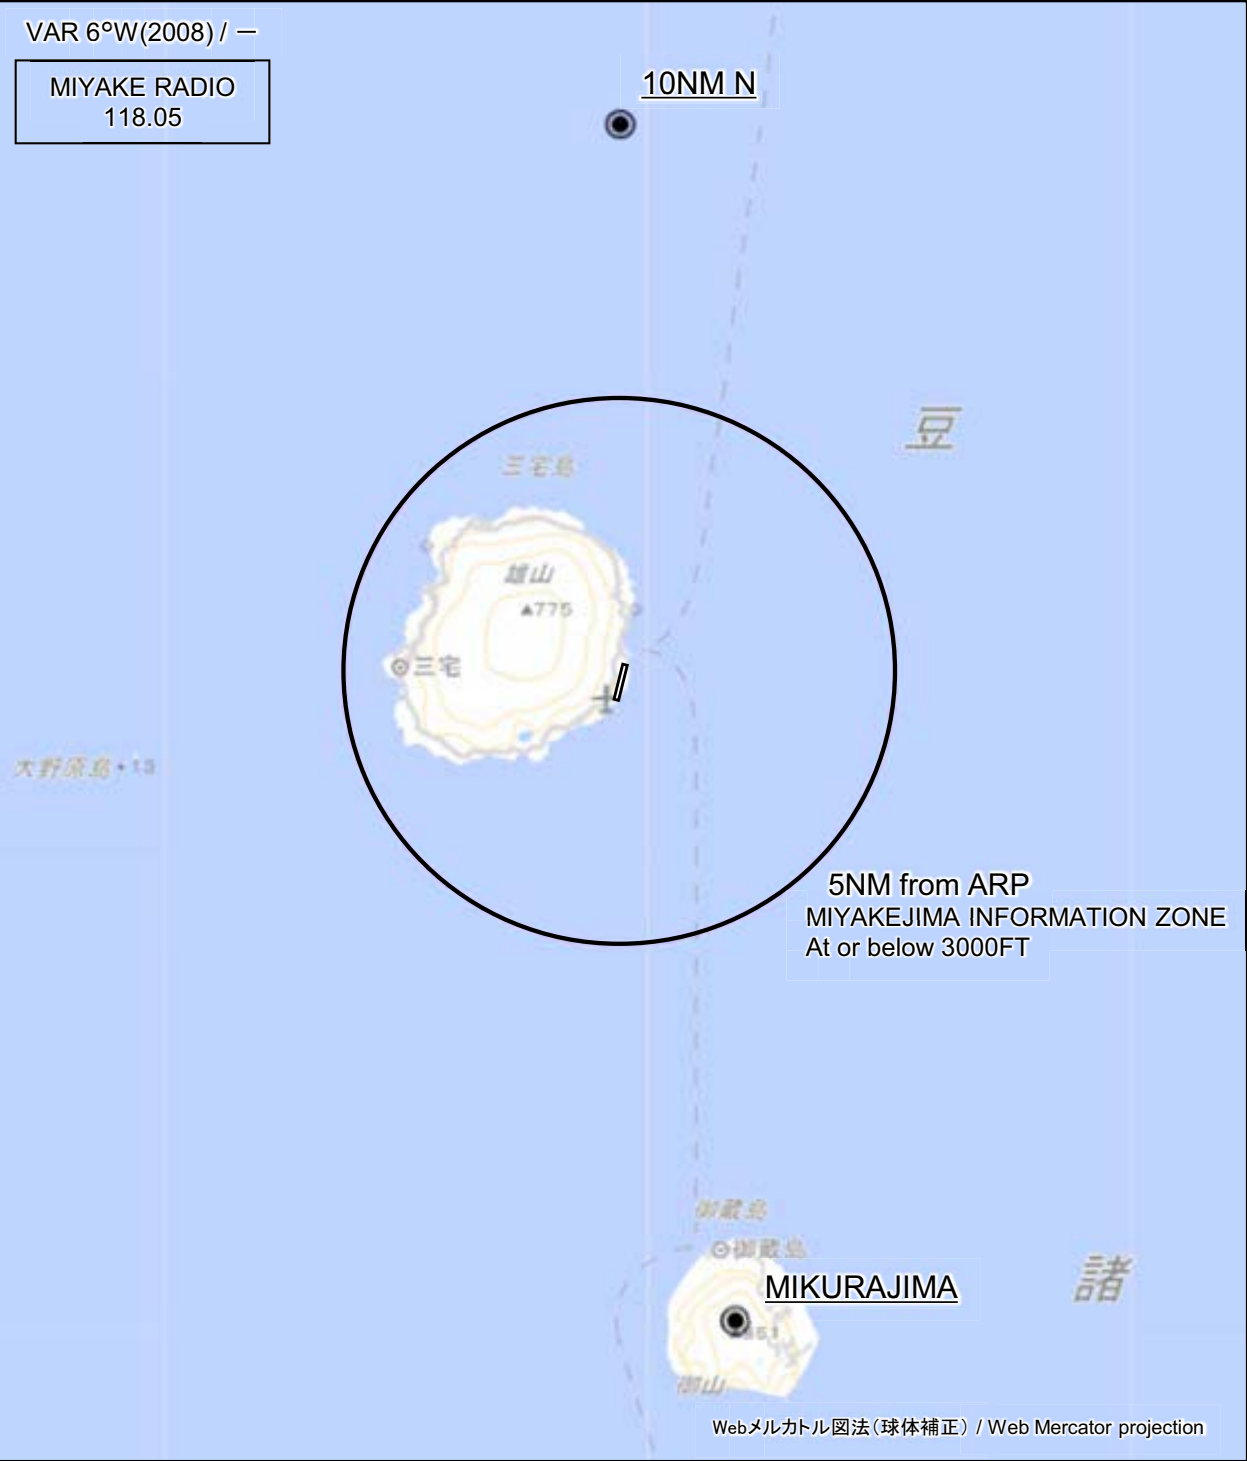 VAR 6°W(2008) / －
MIYAKE RADIO
118.05
10NM N
豆
三宅島
雄山
▲775
三宅
大野原島・13
5NM from ARP
MIYAKEJIMA INFORMATION ZONE
At or below 3000FT
御蔵島
御蔵島
諸
MIKURAJIMA
御山
Webメルカトル図法（球体補正） / Web Mercator projection